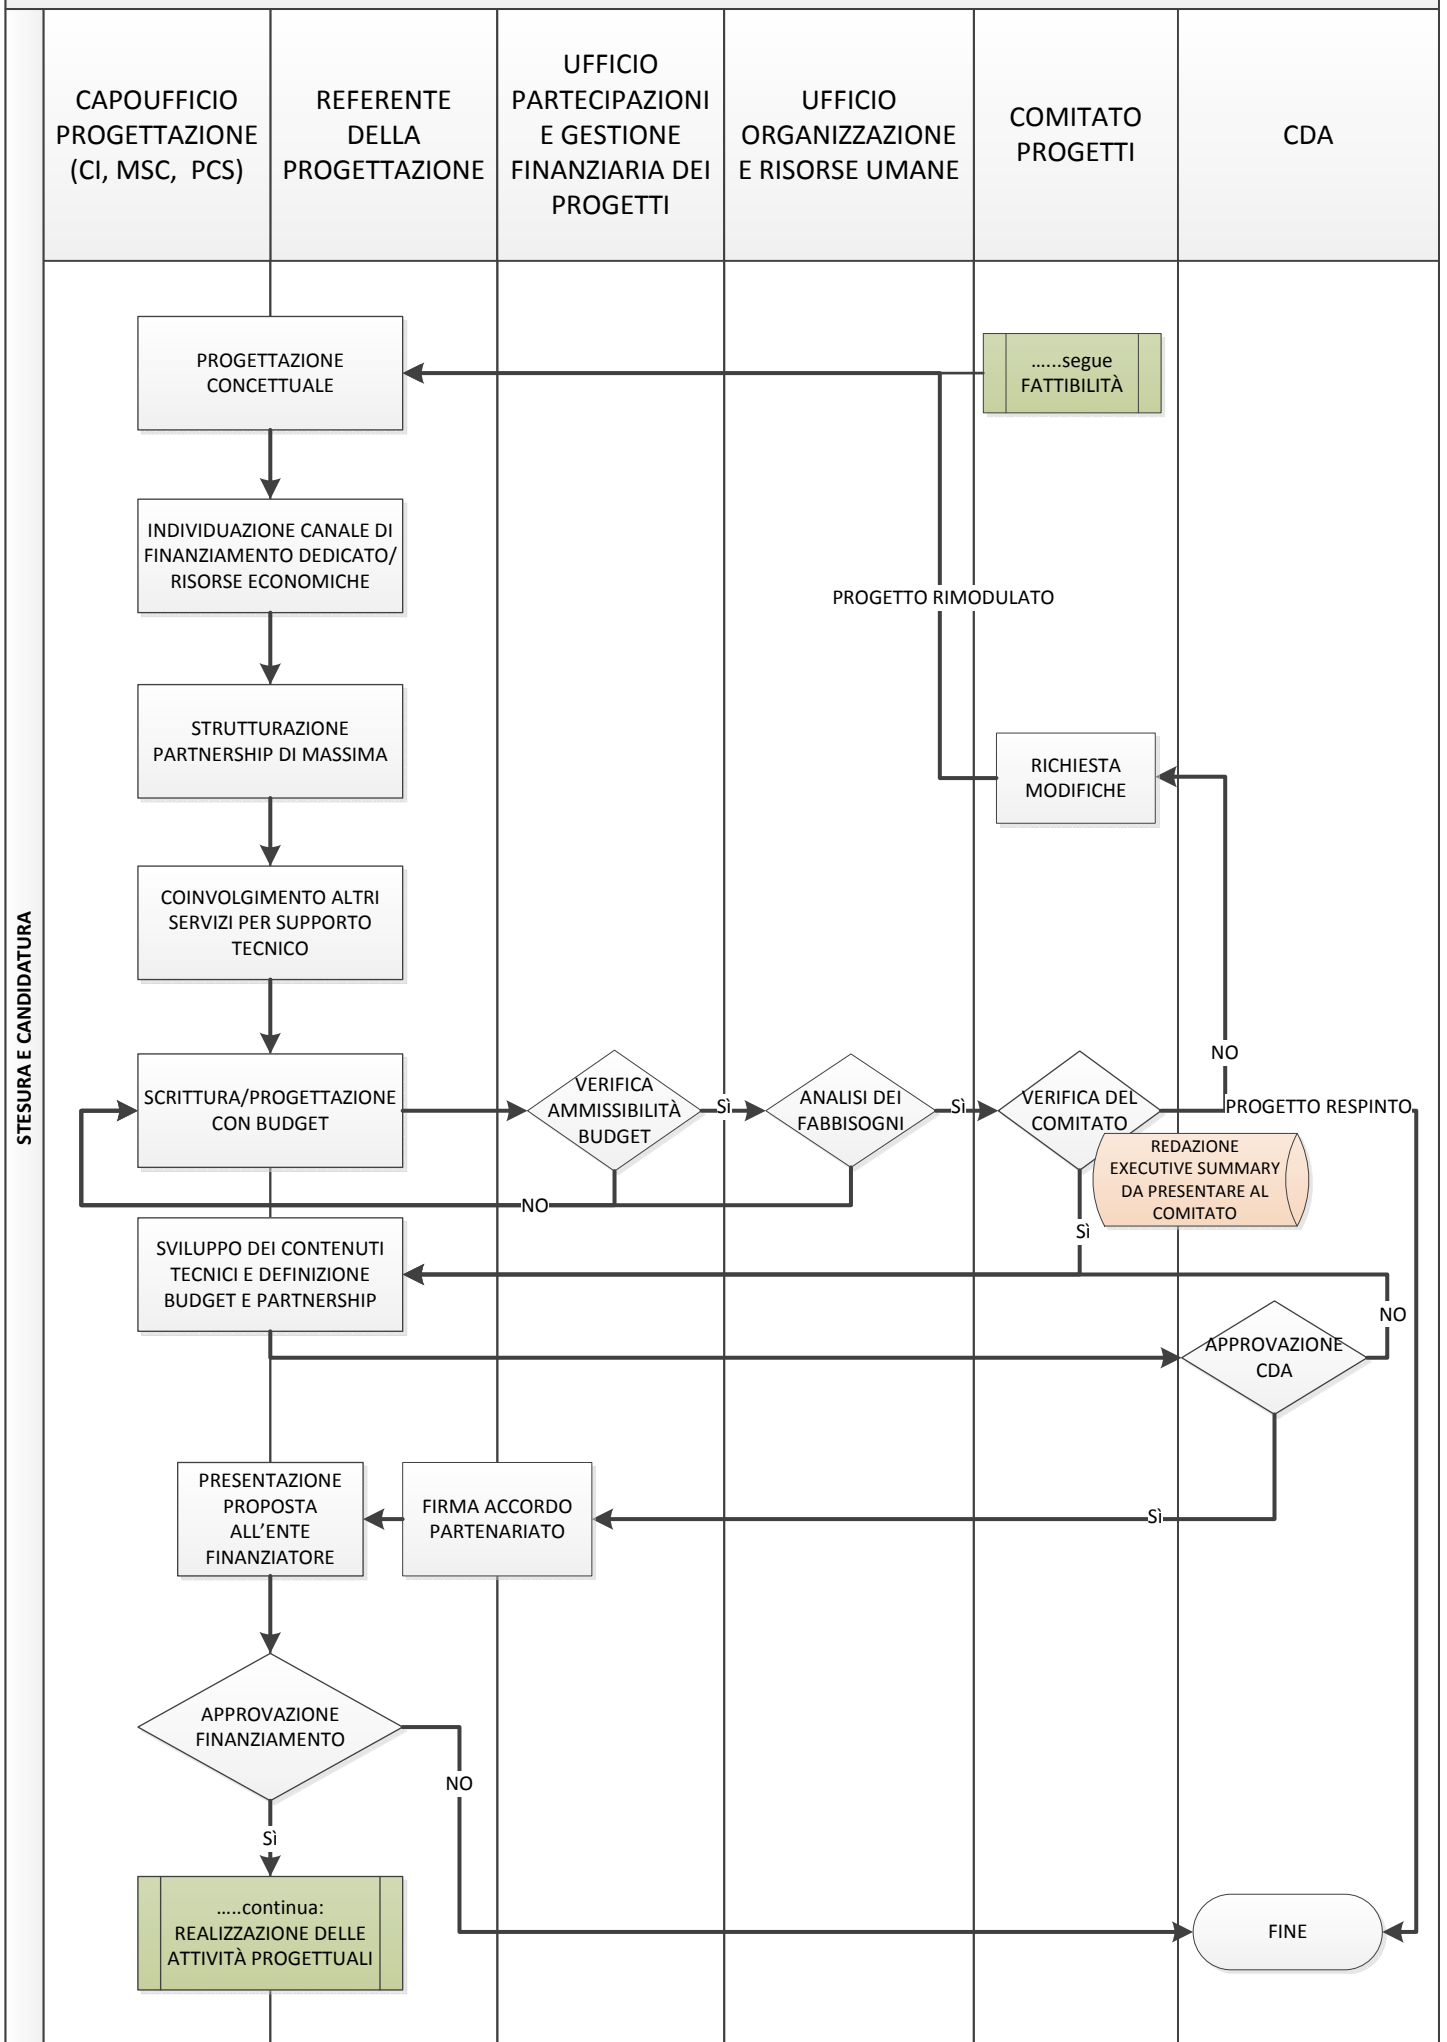 CAPOUFFICIO
PROGETTAZIONE
(CI, MSC, PCS)
REFERENTE
DELLA
PROGETTAZIONE
UFFICIO
PARTECIPAZIONI
E GESTIONE
FINANZIARIA DEI
PROGETTI
UFFICIO
ORGANIZZAZIONE
E RISORSE UMANE
COMITATO
PROGETTI
CDA
STESURA E CANDIDATURA
PROGETTAZIONE
CONCETTUALE
......segue
FATTIBILITÀ
INDIVIDUAZIONE CANALE DI
FINANZIAMENTO DEDICATO/
RISORSE ECONOMICHE
PROGETTO RIMODULATO
STRUTTURAZIONE
PARTNERSHIP DI MASSIMA
RICHIESTA
MODIFICHE
COINVOLGIMENTO ALTRI
SERVIZI PER SUPPORTO
TECNICO
NO
SCRITTURA/PROGETTAZIONE
CON BUDGET
VERIFICA
AMMISSIBILITÀ
BUDGET
Sì
ANALISI DEI
FABBISOGNI
Sì
VERIFICA DEL
COMITATO
PROGETTO RESPINTO
REDAZIONE
EXECUTIVE SUMMARY
DA PRESENTARE AL
COMITATO
NO
Sì
SVILUPPO DEI CONTENUTI
TECNICI E DEFINIZIONE
BUDGET E PARTNERSHIP
NO
APPROVAZIONE
CDA
PRESENTAZIONE
PROPOSTA
ALL'ENTE
FINANZIATORE
FIRMA ACCORDO
PARTENARIATO
Sì
APPROVAZIONE
FINANZIAMENTO
NO
Sì
.....continua:
REALIZZAZIONE DELLE
ATTIVITÀ PROGETTUALI
FINE